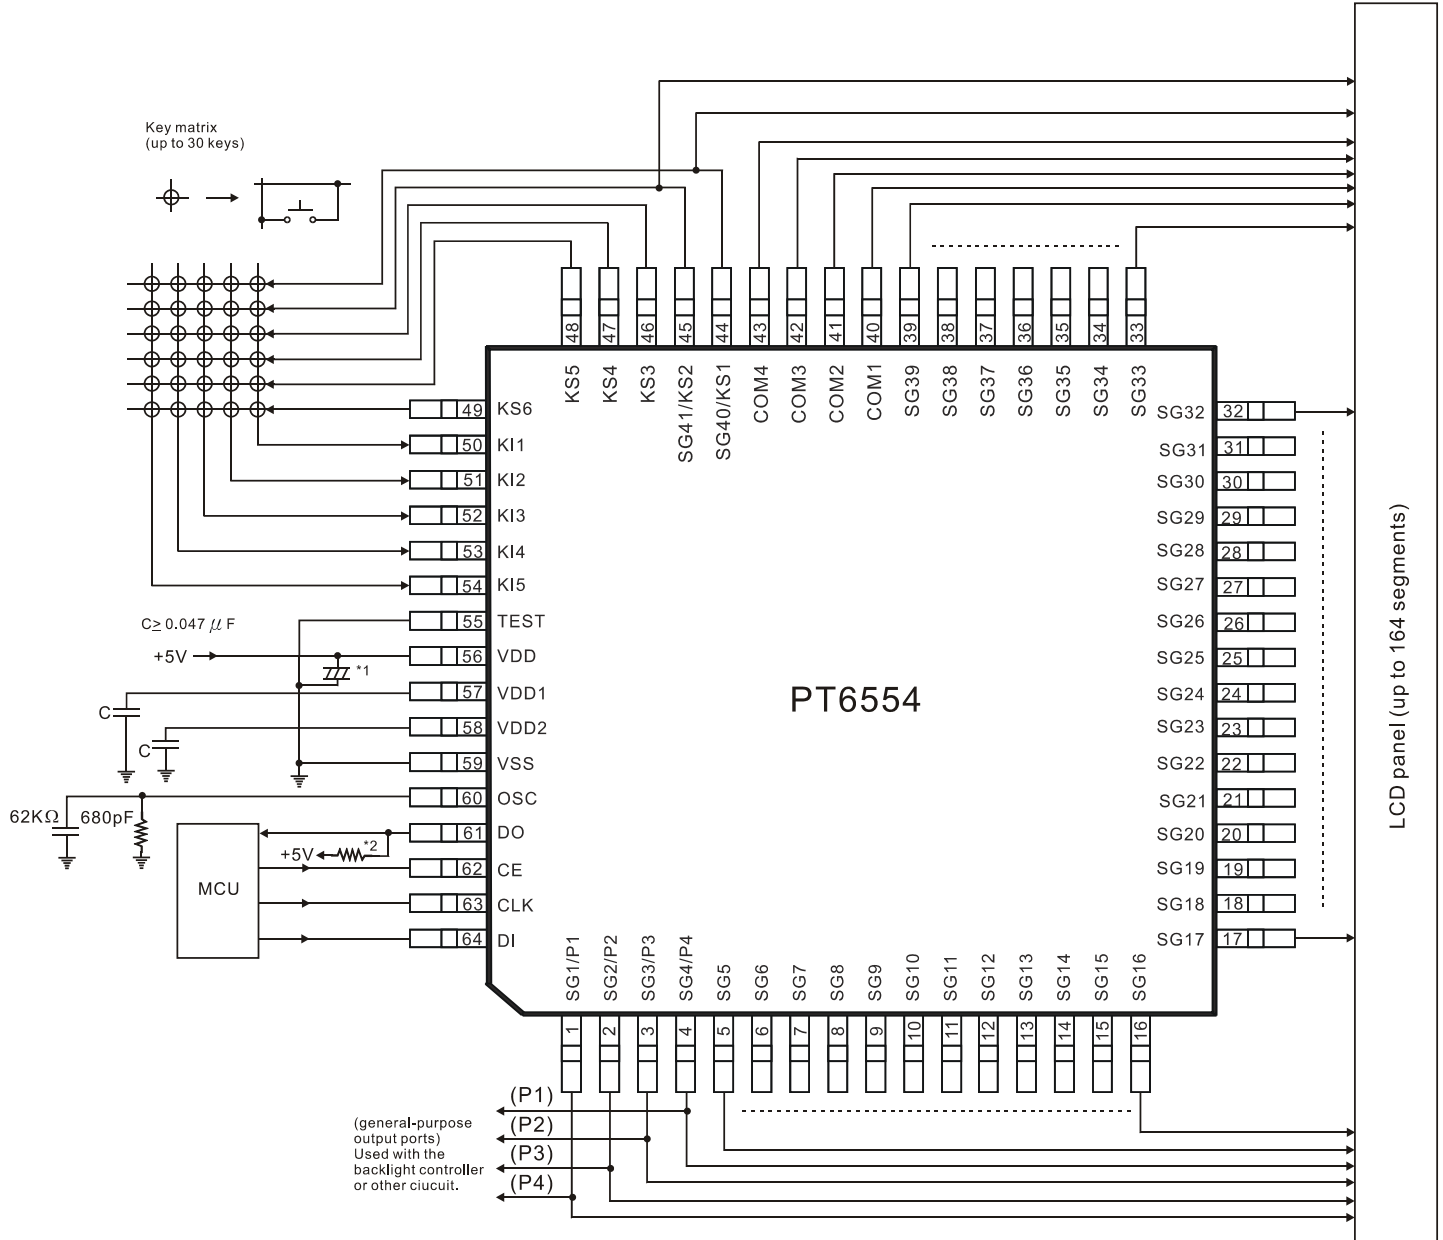 Key matrix
(up to 30 keys)
48 47 46 45 44 43 42 41 40 39 38 37 36 35 34 33
KS5 KS4 KS3 SG41/KS2 SG40/KS1 COM4 COM3 COM2 COM1 SG39 SG38 SG37 SG36 SG35 SG34 SG33
49 KS6
50 KI1
51 KI2
52 KI3
53 KI4
54 KI5
55 TEST
C≥ 0.047 μ F
+5V
56 VDD
*1
57 VDD1
C
58 VDD2
C
59 VSS
60 OSC
62KΩ
680pF
61 DO
+5V
*2
62 CE
MCU
63 CLK
64 DI
PT6554
SG32 32
SG31 31
SG30 30
SG29 29
SG28 28
SG27 27
SG26 26
SG25 25
SG24 24
SG23 23
SG22 22
SG21 21
SG20 20
SG19 19
SG18 18
SG17 17
LCD panel (up to 164 segments)
SG1/P1 SG2/P2 SG3/P3 SG4/P4 SG5 SG6 SG7 SG8 SG9 SG10 SG11 SG12 SG13 SG14 SG15 SG16
1 2 3 4 5 6 7 8 9 10 11 12 13 14 15 16
(P1)
(P2)
(P3)
(P4)
(general-purpose
output ports)
Used with the
backlight controller
or other ciucuit.